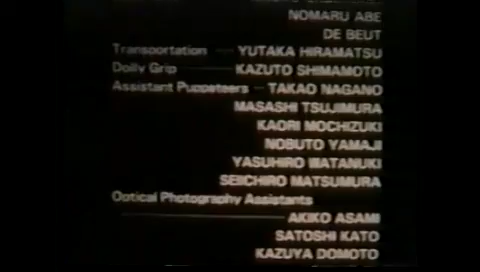 NOMARU ABE
DE BEUT
Transportation — YUTAKA HIRAMATSU
Dolly Grip — KAZUTO SHIMAMOTO
Assistant Puppeteers — TAKAO NAGANO
MASASHI TSUJIMURA
KAORI MOCHIZUKI
NOBUTO YAMAJI
YASUHIRO WATANUKI
SEIICHIRO MATSUMURA
Optical Photography Assistants
— AKIKO ASAMI
SATOSHI KATO
KAZUYA DOMOTO